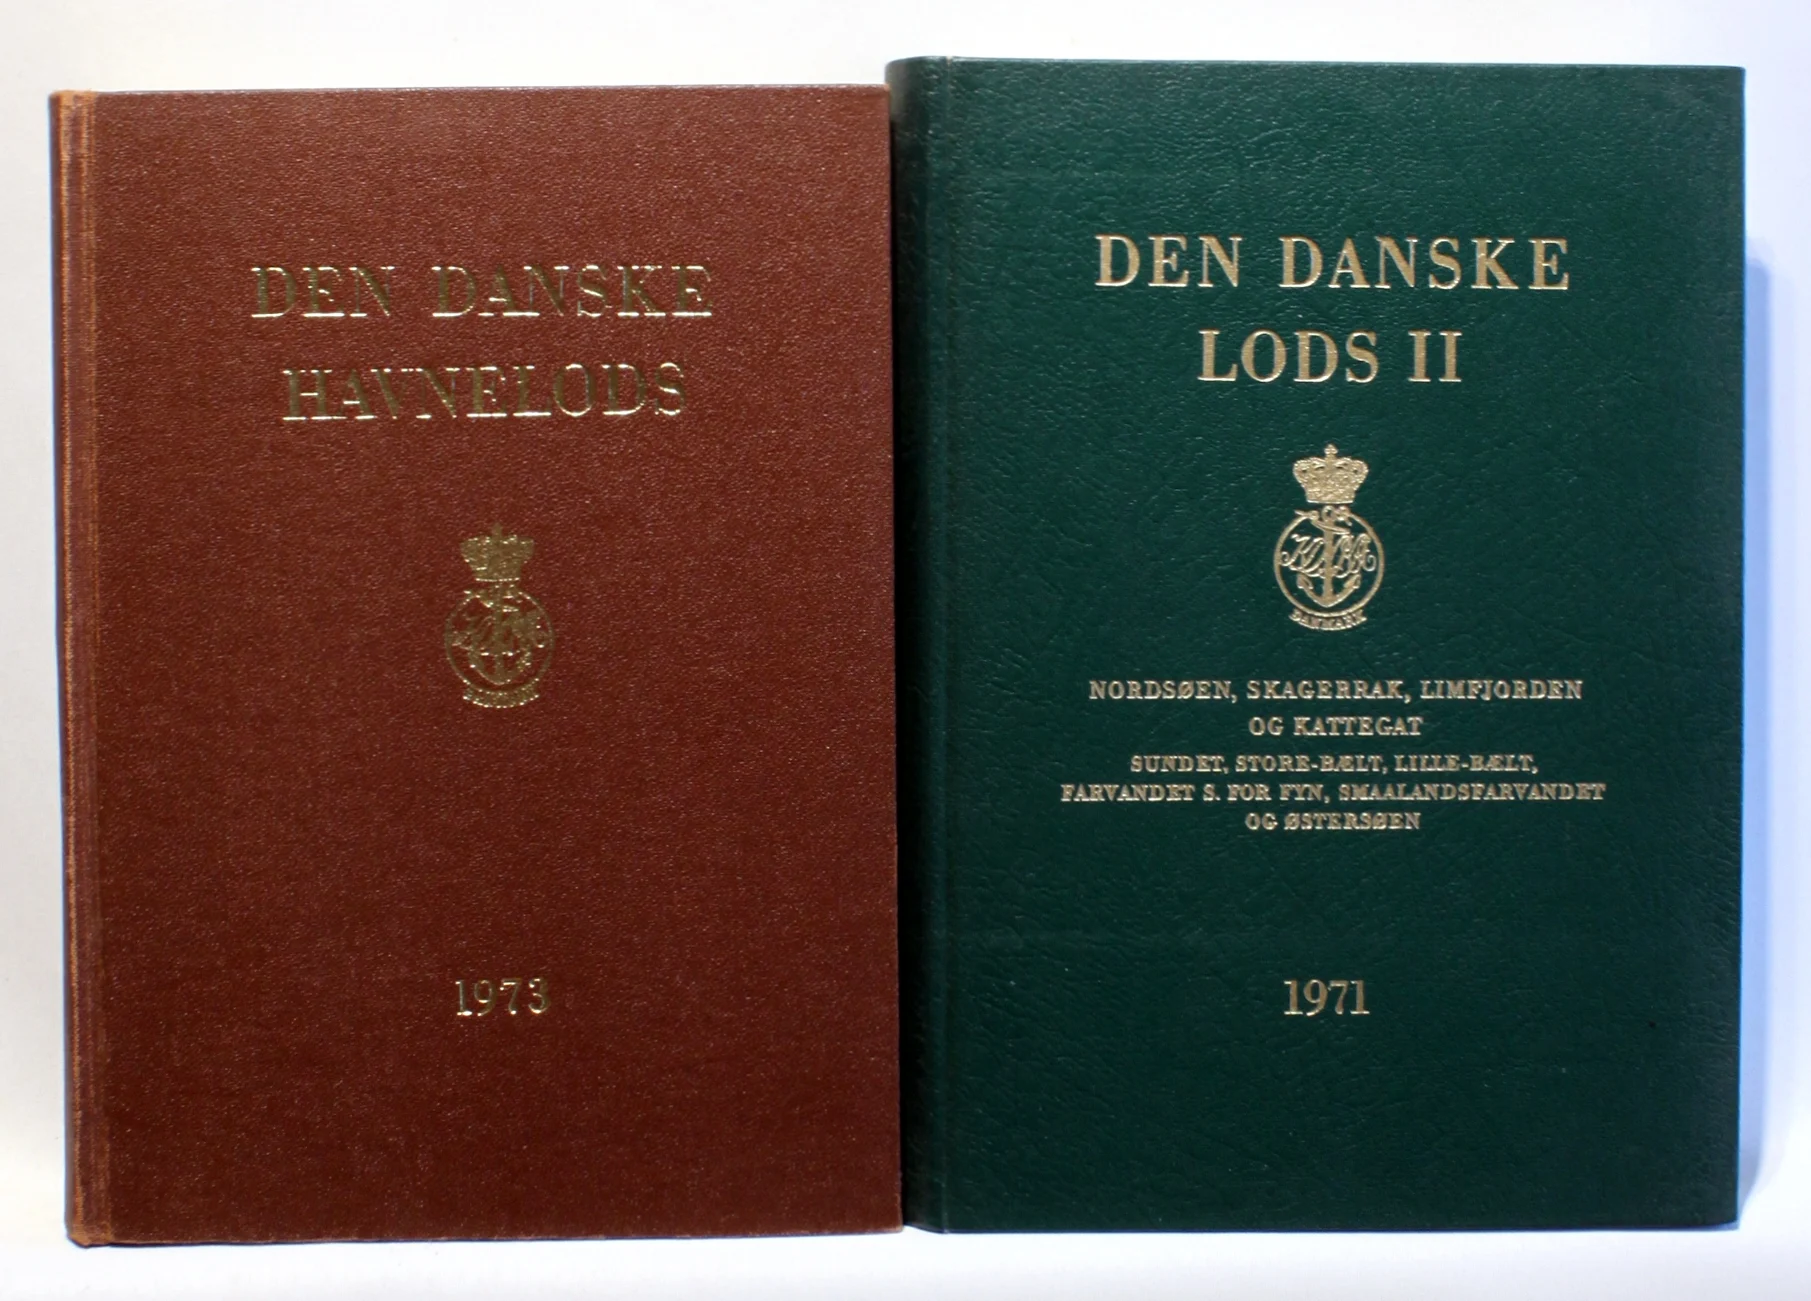 DEN DANSKE
HAVNELODS
1973
DEN DANSKE
LODS II
DANMARK
NORDSØEN, SKAGERRAK, LIMFJORDEN
OG KATTEGAT
SUNDET, STORE-BÆLT, LILLE-BÆLT,
FARVANDET S. FOR FYN, SMAALANDSFARVANDET
OG ØSTERSØEN
1971